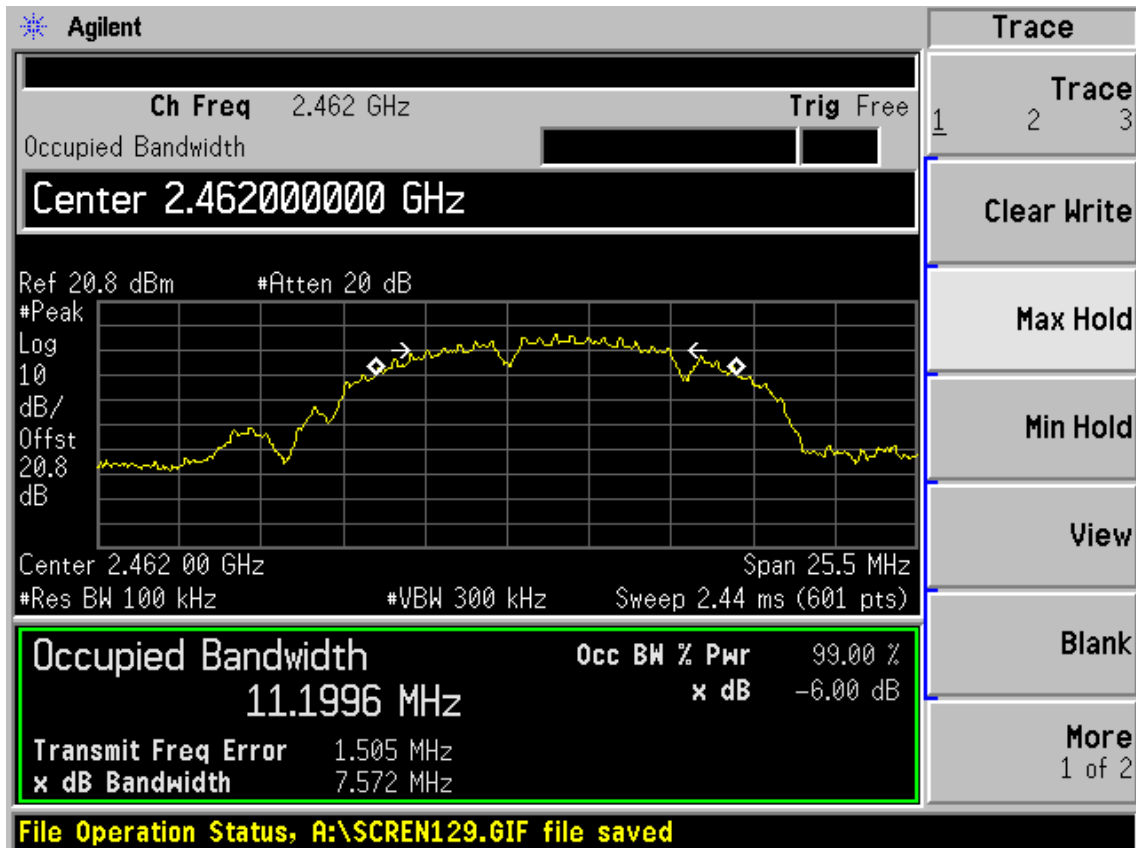 Agilent
Ch Freq 2.462 GHz Trig Free
Occupied Bandwidth
Center 2.462000000 GHz
Ref 20.8 dBm #Atten 20 dB
#Peak
Log
10
dB/
Offst
20.8
dB
Center 2.462 00 GHz Span 25.5 MHz
#Res BW 100 kHz #VBW 300 kHz Sweep 2.44 ms (601 pts)
Occupied Bandwidth Occ BW % Pwr 99.00 %
11.1996 MHz x dB -6.00 dB
Transmit Freq Error 1.505 MHz
x dB Bandwidth 7.572 MHz
File Operation Status, A:\SCREN129.GIF file saved
Trace
Trace
1 2 3
Clear Write
Max Hold
Min Hold
View
Blank
More
1 of 2